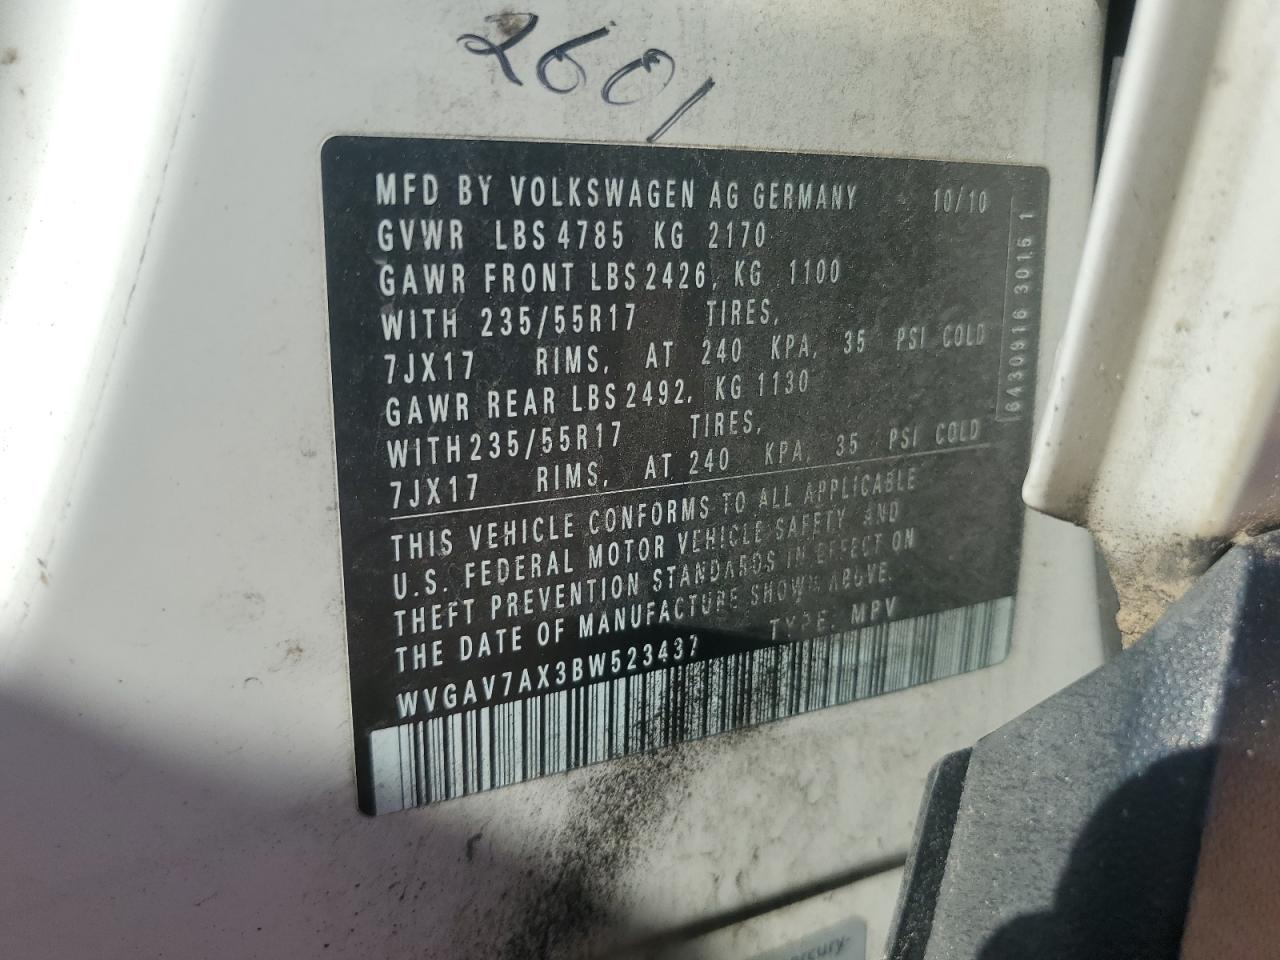 2601
MFD BY VOLKSWAGEN AG GERMANY 10/10
GVWR LBS 4785 KG 2170
GAWR FRONT LBS 2426, KG 1100
WITH 235/55R17 TIRES,
7JX17 RIMS, AT 240 KPA, 35 PSI COLD
GAWR REAR LBS 2492, KG 1130
WITH 235/55R17 TIRES,
7JX17 RIMS, AT 240 KPA, 35 PSI COLD
THIS VEHICLE CONFORMS TO ALL APPLICABLE
U.S. FEDERAL MOTOR VEHICLE SAFETY AND
THEFT PREVENTION STANDARDS IN EFFECT ON
THE DATE OF MANUFACTURE SHOWN ABOVE.
WVGAV7AX3BW523437 TYPE: MPV
6430916 3015 1